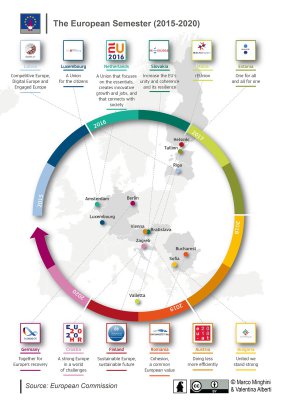 The European Semester (2015-2020)
EU
2016
Luxembourg
Netherlands
Slovakia
Estonia
Competitive Europe,
Digital Europe and
Engaged Europe
A Union
for the citizens
A Union that focuses
on the essentials,
creates innovative
growth and jobs, and
that connects with
society
Increase the EU's
unity and coherence
and its resilience
One for all
and all for one
2016
2017
Helsinki
Tallinn
Riga
2015
Amsterdam
Berlin
Luxembourg
Vienna
Bratislava
Zagreb
Bucharest
Sofia
2018
Valletta
2020
2019
Germany
Croatia
Finland
Romania
Austria
Bulgaria
Together for
Europe's recovery
A strong Europe
in a world
of challenges
Sustainable Europe,
sustainable future
Cohesion,
a common
European value
Doing less
more efficiently
United we
stand strong
Source: European Commission
© Marco Minghini
& Valentina Alberti